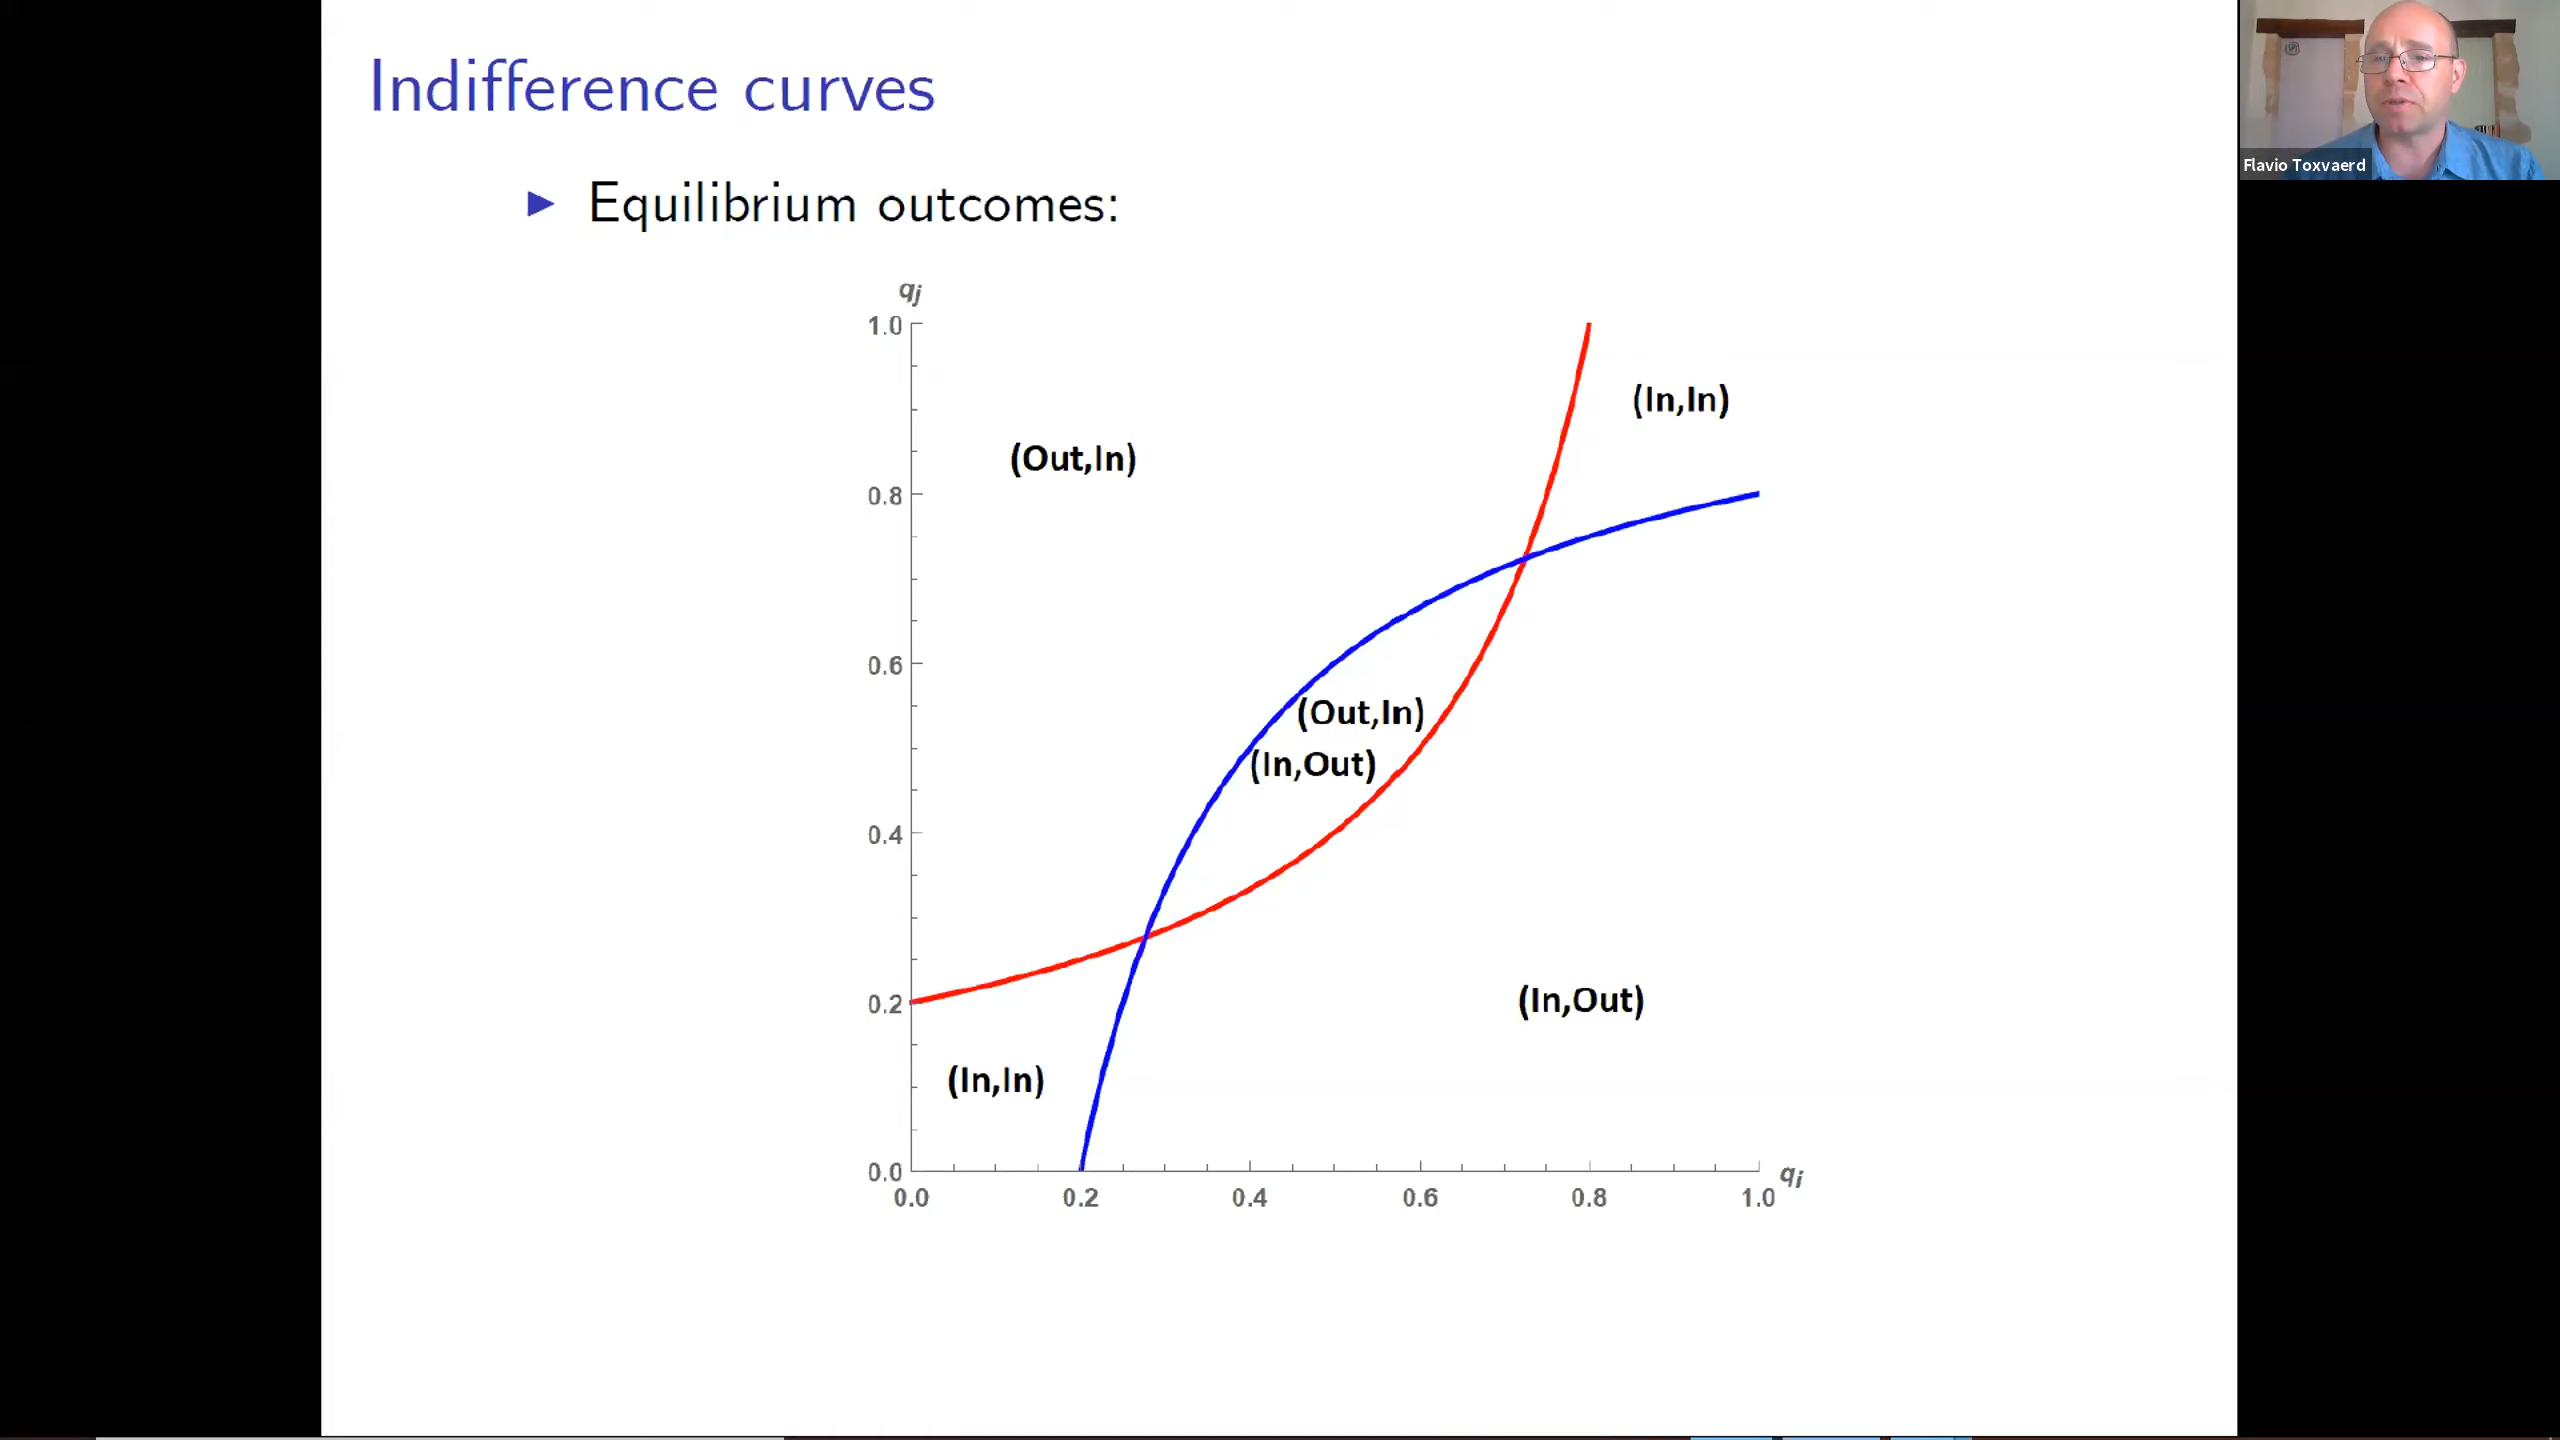 Indifference curves
Equilibrium outcomes:
qj
1.0
0.8
0.6
0.4
0.2
0.0
(In,In)
(Out,In)
(Out,In)
(In,Out)
(In,Out)
(In,In)
0.0 0.2 0.4 0.6 0.8 1.0 qi
Flavio Toxvaerd